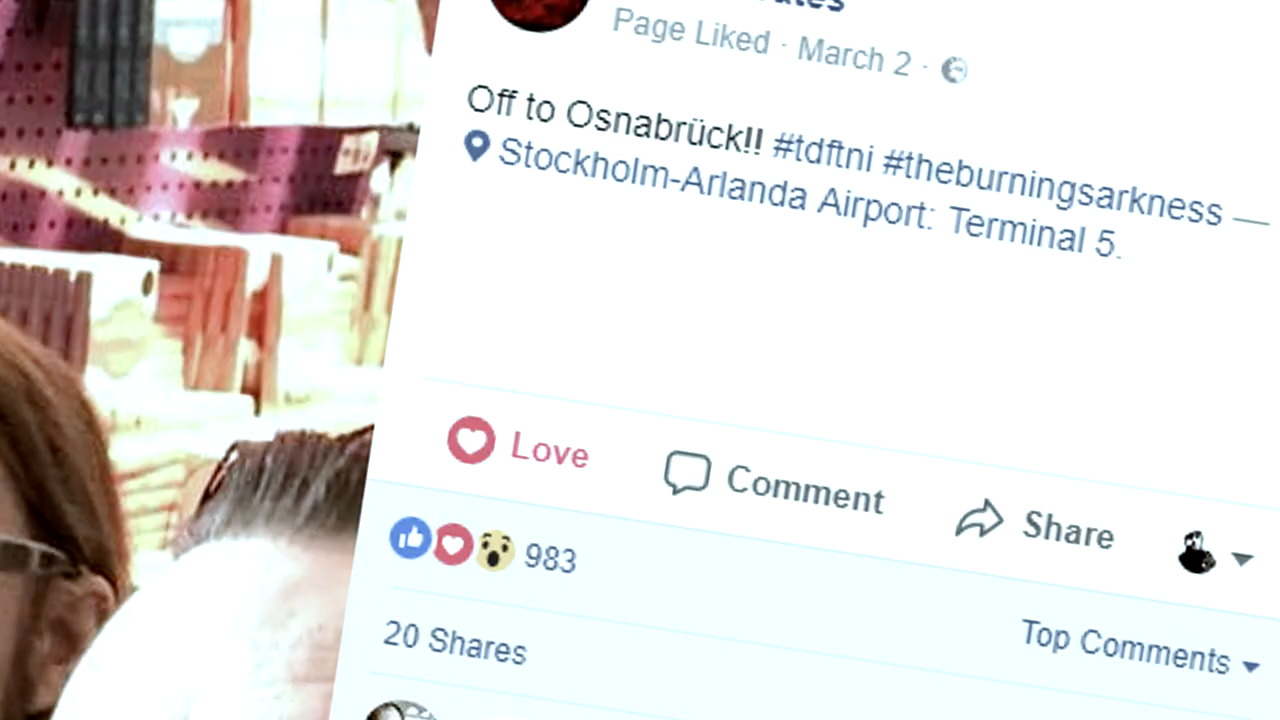 Page Liked · March 2 ·
Off to Osnabrück!! #tdftni #theburningsarkness —
Stockholm-Arlanda Airport: Terminal 5.
Love
Comment
Share
983
Top Comments
20 Shares